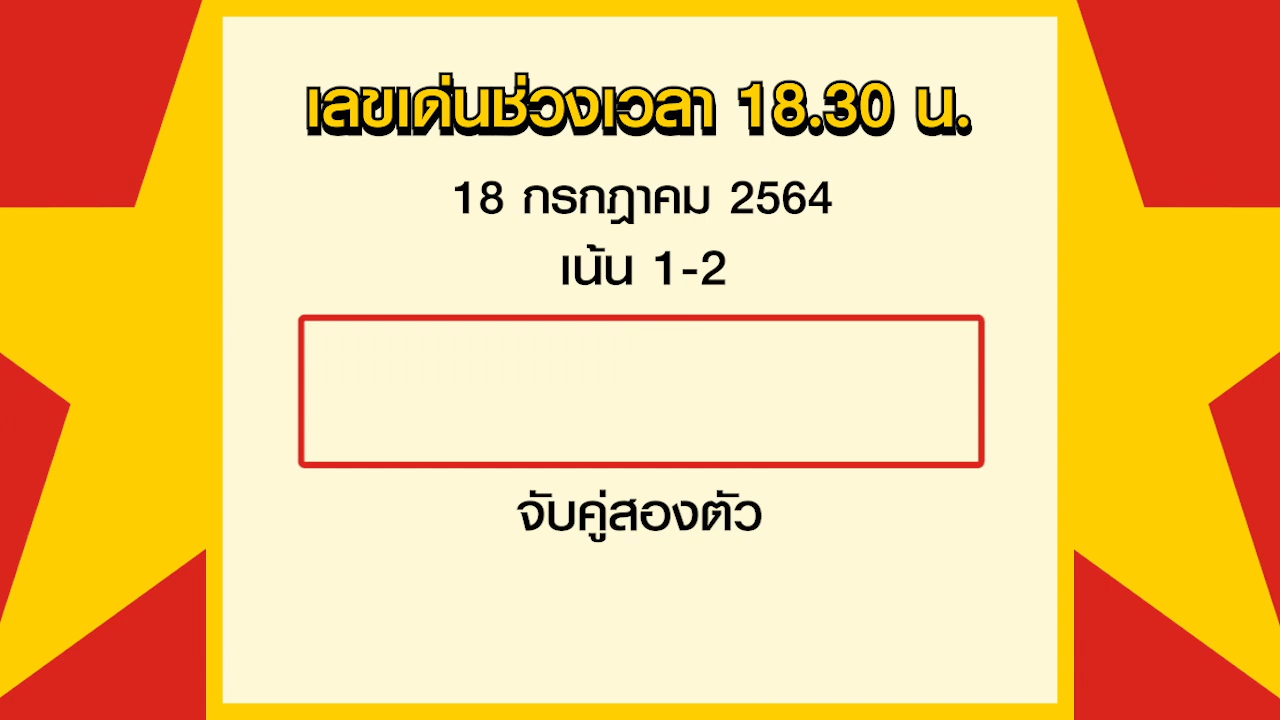 เลขเด่นช่วงเวลา 18.30 น.
18 กรกฎาคม 2564
เน้น 1-2
จับคู่สองตัว